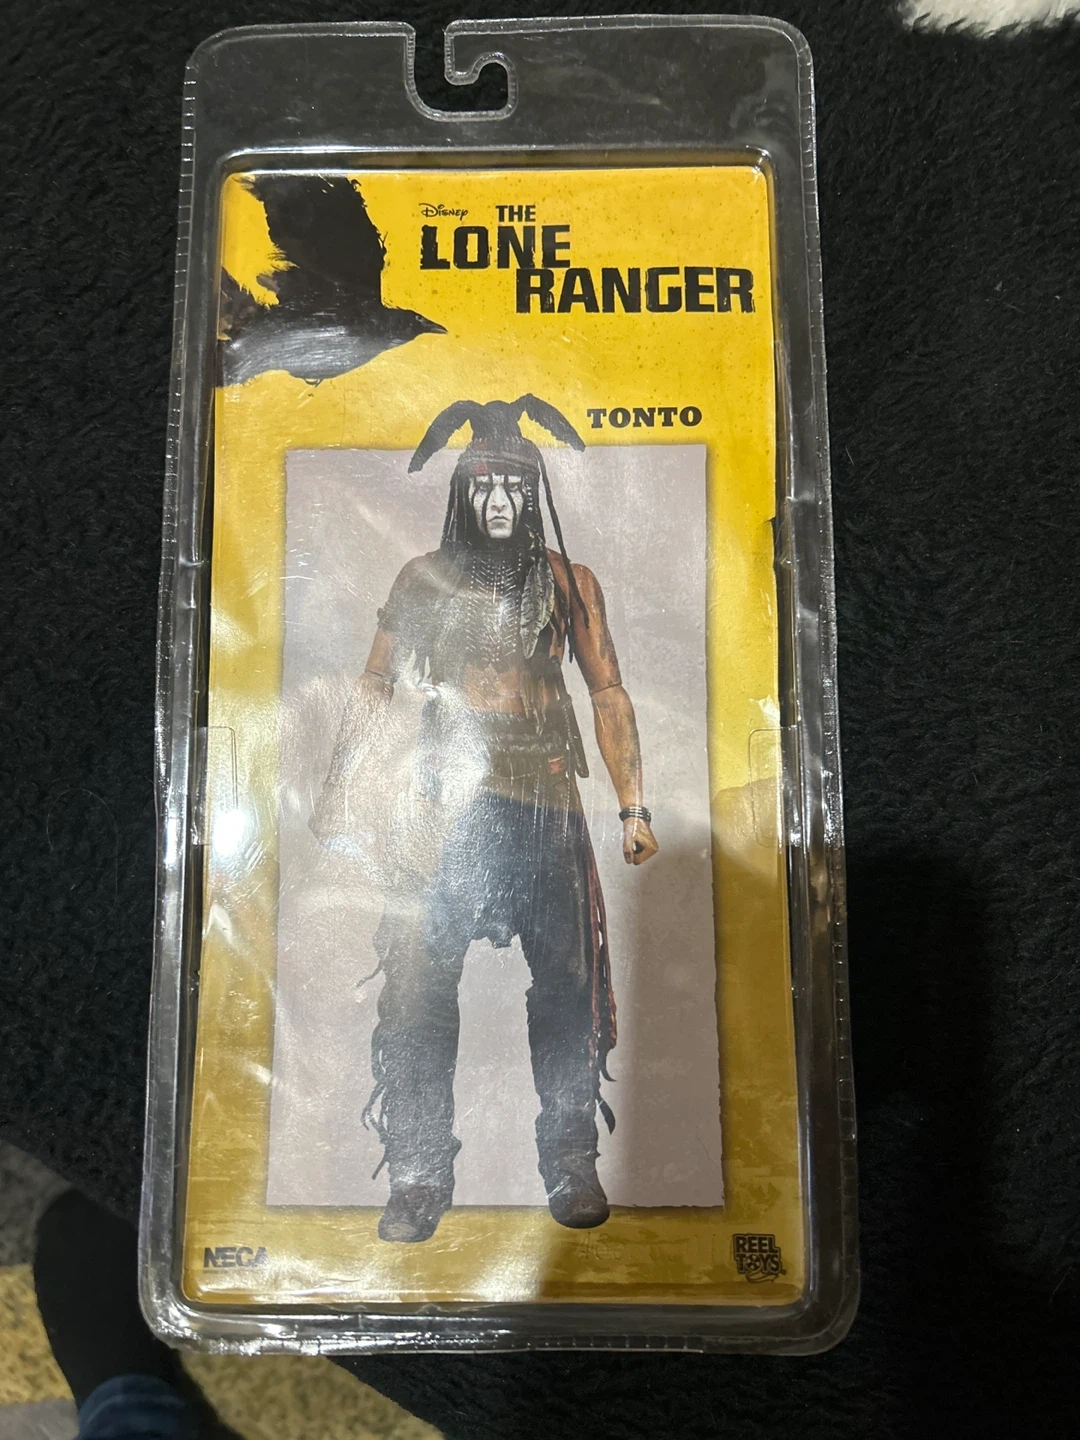 Disney
THE
LONE
RANGER
TONTO
NECA
REEL
TOYS